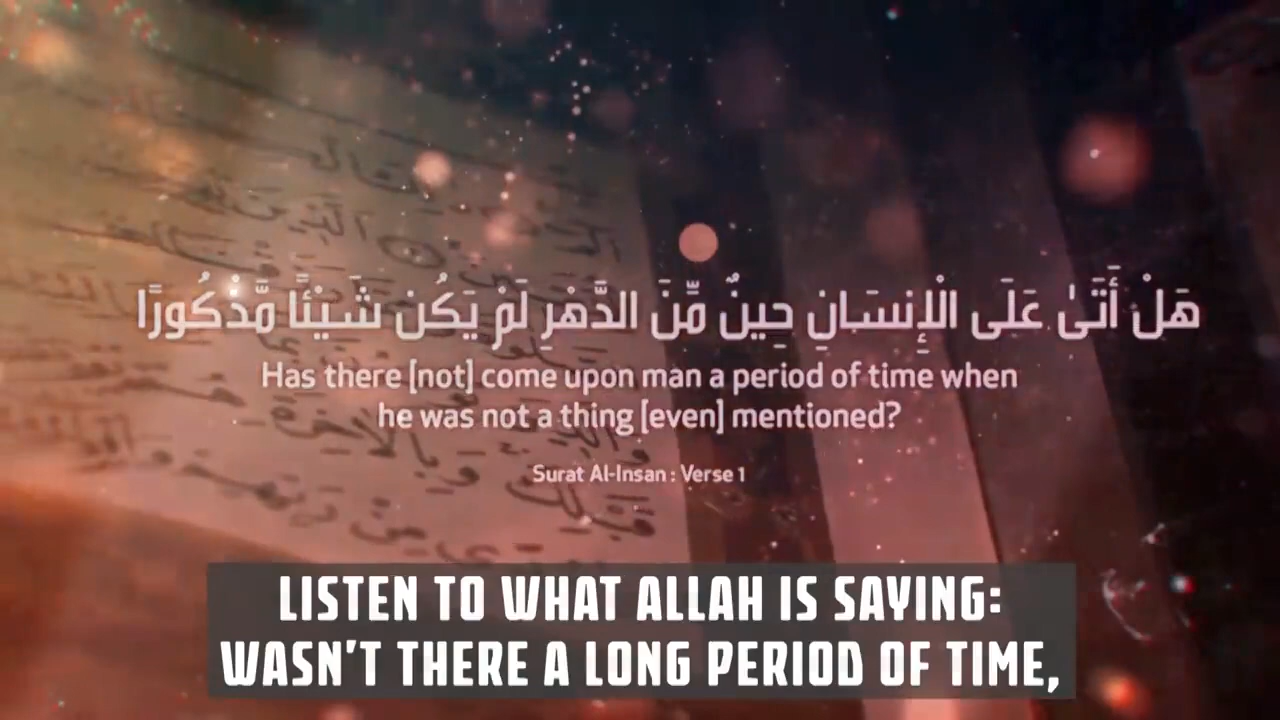 هَلْ أَتَىٰ عَلَى الْإِنسَانِ حِينٌ مِّنَ الدَّهْرِ لَمْ يَكُن شَيْئًا مَّذْكُورًا
Has there [not] come upon man a period of time when
he was not a thing [even] mentioned?
Surat Al-Insan : Verse 1
LISTEN TO WHAT ALLAH IS SAYING:
WASN'T THERE A LONG PERIOD OF TIME,